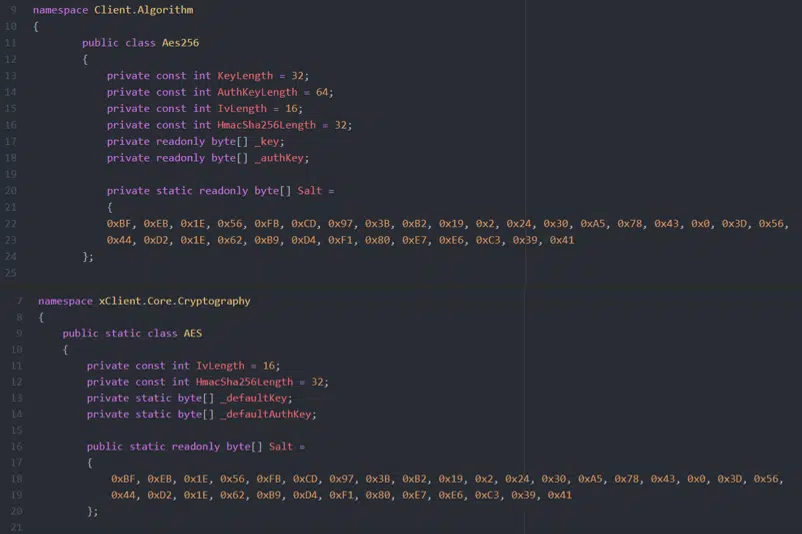 9 namespace Client.Algorithm
10 {
11 public class Aes256
12 {
13 private const int KeyLength = 32;
14 private const int AuthKeyLength = 64;
15 private const int IvLength = 16;
16 private const int HmacSha256Length = 32;
17 private readonly byte[] _key;
18 private readonly byte[] _authKey;
19
20 private static readonly byte[] Salt =
21 {
22 0xBF, 0xEB, 0x1E, 0x56, 0xFB, 0xCD, 0x97, 0x3B, 0xB2, 0x19, 0x2, 0x24, 0x30, 0xA5, 0x78, 0x43, 0x0, 0x3D, 0x56,
23 0x44, 0xD2, 0x1E, 0x62, 0xB9, 0xD4, 0xF1, 0x80, 0xE7, 0xE6, 0xC3, 0x39, 0x41
24 };
25
7 namespace xClient.Core.Cryptography
8 {
9 public static class AES
10 {
11 private const int IvLength = 16;
12 private const int HmacSha256Length = 32;
13 private static byte[] _defaultKey;
14 private static byte[] _defaultAuthKey;
15
16 public static readonly byte[] Salt =
17 {
18 0xBF, 0xEB, 0x1E, 0x56, 0xFB, 0xCD, 0x97, 0x3B, 0xB2, 0x19, 0x2, 0x24, 0x30, 0xA5, 0x78, 0x43, 0x0, 0x3D, 0x56,
19 0x44, 0xD2, 0x1E, 0x62, 0xB9, 0xD4, 0xF1, 0x80, 0xE7, 0xE6, 0xC3, 0x39, 0x41
20 };
21